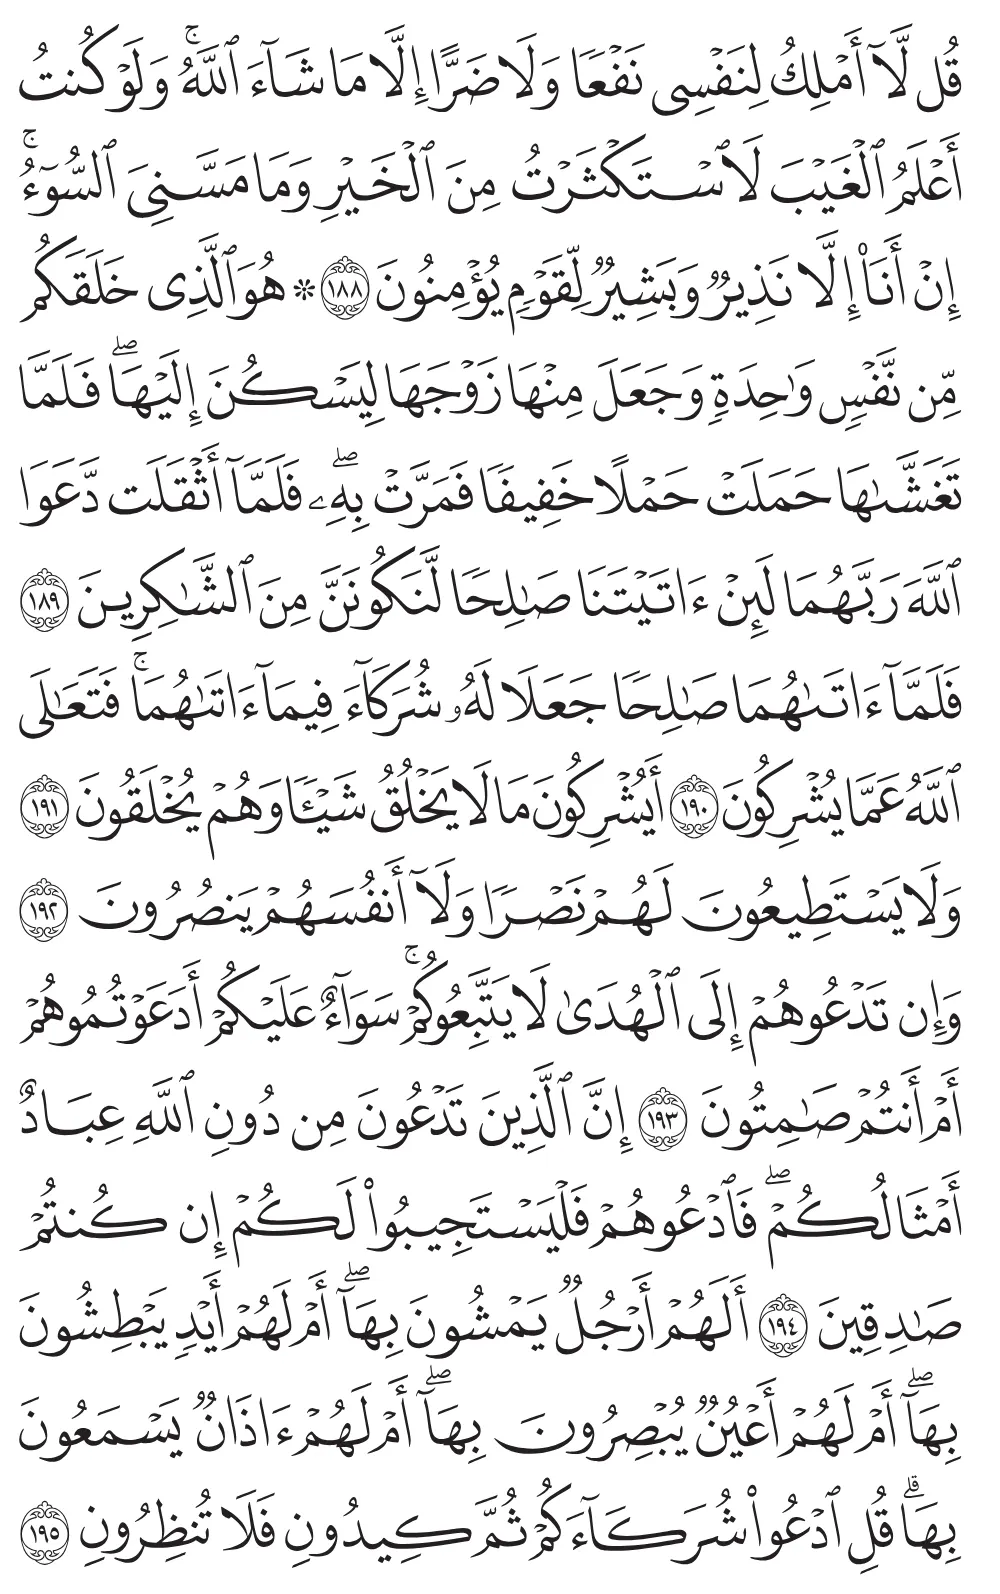 قُل لَّآ أَمْلِكُ لِنَفْسِى نَفْعًا وَلَا ضَرًّا إِلَّا مَا شَآءَ ٱللَّهُ ۚ وَلَوْ كُنتُ
أَعْلَمُ ٱلْغَيْبَ لَٱسْتَكْثَرْتُ مِنَ ٱلْخَيْرِ وَمَا مَسَّنِىَ ٱلسُّوٓءُ ۚ
إِنْ أَنَا۠ إِلَّا نَذِيرٌ وَبَشِيرٌ لِّقَوْمٍ يُؤْمِنُونَ ١٨٨ * هُوَ ٱلَّذِى خَلَقَكُم
مِّن نَّفْسٍ وَٰحِدَةٍ وَجَعَلَ مِنْهَا زَوْجَهَا لِيَسْكُنَ إِلَيْهَا ۖ فَلَمَّا
تَغَشَّىٰهَا حَمَلَتْ حَمْلًا خَفِيفًا فَمَرَّتْ بِهِۦ ۖ فَلَمَّآ أَثْقَلَت دَّعَوَا
ٱللَّهَ رَبَّهُمَا لَئِنْ ءَاتَيْتَنَا صَٰلِحًا لَّنَكُونَنَّ مِنَ ٱلشَّٰكِرِينَ ١٨٩
فَلَمَّآ ءَاتَىٰهُمَا صَٰلِحًا جَعَلَا لَهُۥ شُرَكَآءَ فِيمَآ ءَاتَىٰهُمَا ۚ فَتَعَٰلَى
ٱللَّهُ عَمَّا يُشْرِكُونَ ١٩٠ أَيُشْرِكُونَ مَا لَا يَخْلُقُ شَيْـًٔا وَهُمْ يُخْلَقُونَ ١٩١
وَلَا يَسْتَطِيعُونَ لَهُمْ نَصْرًا وَلَآ أَنفُسَهُمْ يَنصُرُونَ ١٩٢
وَإِن تَدْعُوهُمْ إِلَى ٱلْهُدَىٰ لَا يَتَّبِعُوكُمْ ۚ سَوَآءٌ عَلَيْكُمْ أَدَعَوْتُمُوهُمْ
أَمْ أَنتُمْ صَٰمِتُونَ ١٩٣ إِنَّ ٱلَّذِينَ تَدْعُونَ مِن دُونِ ٱللَّهِ عِبَادٌ
أَمْثَالُكُمْ ۖ فَٱدْعُوهُمْ فَلْيَسْتَجِيبُوا۟ لَكُمْ إِن كُنتُمْ
صَٰدِقِينَ ١٩٤ أَلَهُمْ أَرْجُلٌ يَمْشُونَ بِهَآ ۖ أَمْ لَهُمْ أَيْدٍ يَبْطِشُونَ
بِهَآ ۖ أَمْ لَهُمْ أَعْيُنٌ يُبْصِرُونَ بِهَآ ۖ أَمْ لَهُمْ ءَاذَانٌ يَسْمَعُونَ
بِهَا ۗ قُلِ ٱدْعُوا۟ شُرَكَآءَكُمْ ثُمَّ كِيدُونِ فَلَا تُنظِرُونِ ١٩٥